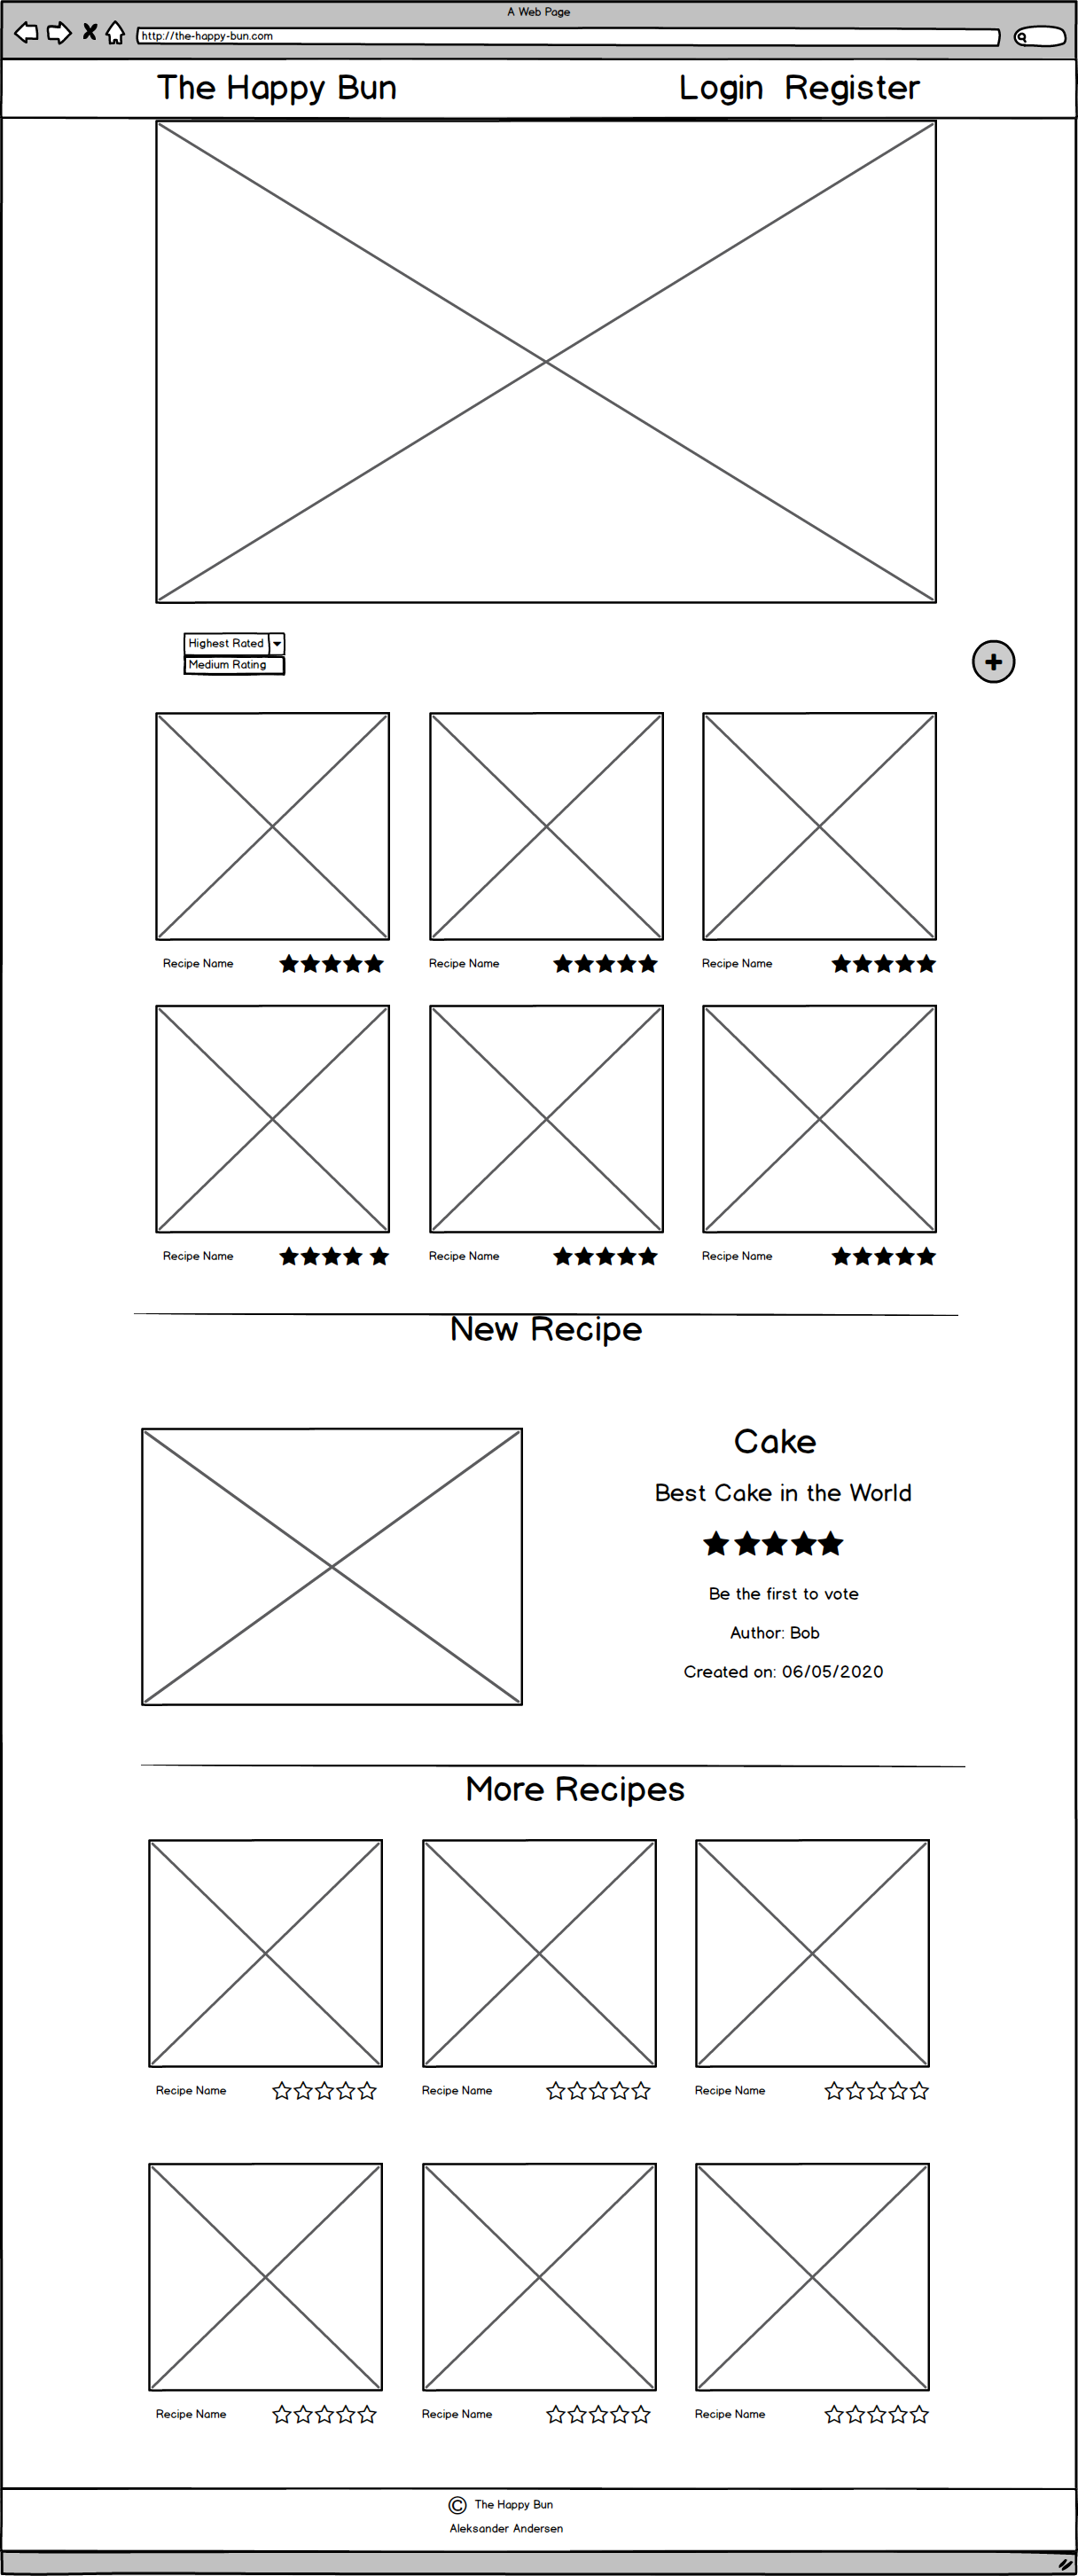 A Web Page
http://the-happy-bun.com
The Happy Bun
Login Register
Highest Rated
Medium Rating
Recipe Name
Recipe Name
Recipe Name
Recipe Name
Recipe Name
Recipe Name
New Recipe
Cake
Best Cake in the World
Be the first to vote
Author: Bob
Created on: 06/05/2020
More Recipes
Recipe Name
Recipe Name
Recipe Name
Recipe Name
Recipe Name
Recipe Name
© The Happy Bun
Aleksander Andersen